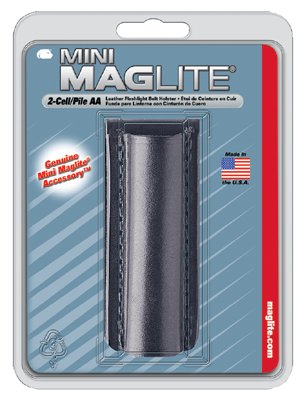 MINI
MAGLITE®
2-Cell/Pile AA
Leather Flashlight Belt Holster • Étui de Ceinture en Cuir
Funda para Linterna con Cinturón de Cuero
Genuine
Mini Maglite®
Accessory™
Made in
the U.S.A.
maglite.com